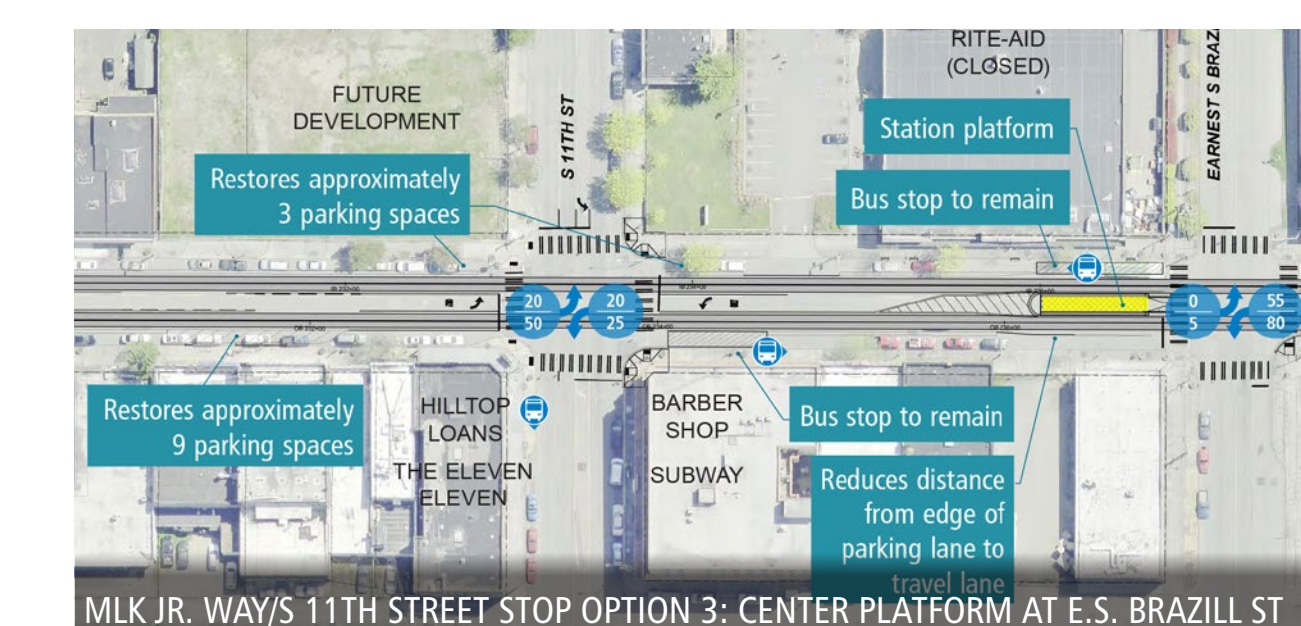 RITE-AID
(CLOSED)
FUTURE
DEVELOPMENT
S 11TH ST
EARNEST S BRAZ
Station platform
Restores approximately
3 parking spaces
Bus stop to remain
20
50
20
25
0
5
55
80
Restores approximately
9 parking spaces
HILLTOP
LOANS
THE ELEVEN
ELEVEN
BARBER
SHOP
SUBWAY
Bus stop to remain
Reduces distance
from edge of
parking lane to
travel lane
MLK JR. WAY/S 11TH STREET STOP OPTION 3: CENTER PLATFORM AT E.S. BRAZILL ST